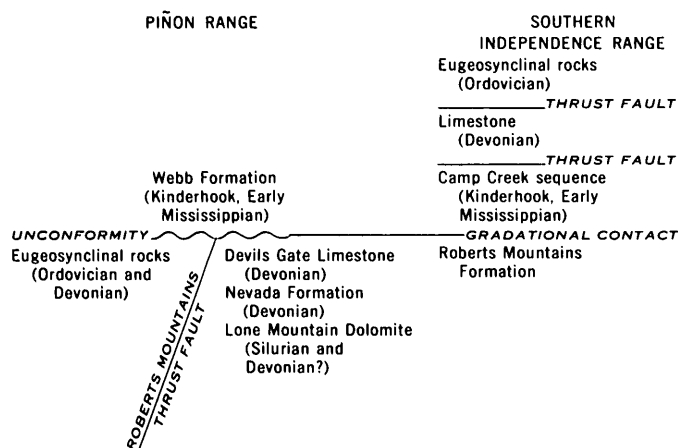 PIÑON RANGE
SOUTHERN
INDEPENDENCE RANGE
Eugeosynclinal rocks
(Ordovician)
THRUST FAULT
Limestone
(Devonian)
THRUST FAULT
Webb Formation
(Kinderhook, Early
Mississippian)
Camp Creek sequence
(Kinderhook, Early
Mississippian)
UNCONFORMITY
GRADATIONAL CONTACT
Eugeosynclinal rocks
(Ordovician and
Devonian)
ROBERTS MOUNTAINS
THRUST FAULT
Devils Gate Limestone
(Devonian)
Nevada Formation
(Devonian)
Lone Mountain Dolomite
(Silurian and
Devonian?)
Roberts Mountains
Formation